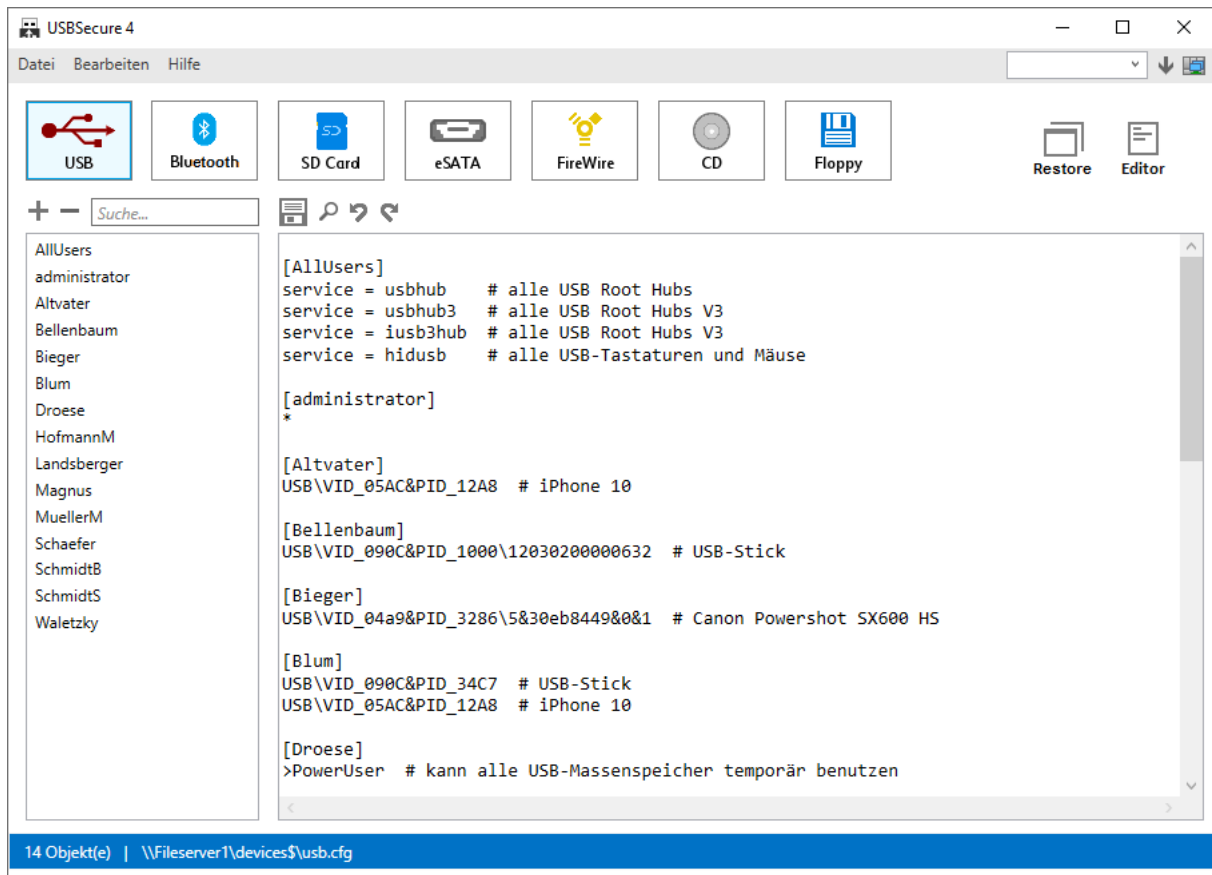 USBSecure 4
Datei Bearbeiten Hilfe
USB Bluetooth SD Card eSATA FireWire CD Floppy Restore Editor
SD
Suche...
AllUsers
administrator
Altvater
Bellenbaum
Bieger
Blum
Droese
HofmannM
Landsberger
Magnus
MuellerM
Schaefer
SchmidtB
SchmidtS
Waletzky
[AllUsers]
service = usbhub # alle USB Root Hubs
service = usbhub3 # alle USB Root Hubs V3
service = iusb3hub # alle USB Root Hubs V3
service = hidusb # alle USB-Tastaturen und Mäuse
[administrator]
*
[Altvater]
USB\VID_05AC&PID_12A8 # iPhone 10
[Bellenbaum]
USB\VID_090C&PID_1000\12030200000632 # USB-Stick
[Bieger]
USB\VID_04a9&PID_3286\5&30eb8449&0&1 # Canon Powershot SX600 HS
[Blum]
USB\VID_090C&PID_34C7 # USB-Stick
USB\VID_05AC&PID_12A8 # iPhone 10
[Droese]
>PowerUser # kann alle USB-Massenspeicher temporär benutzen
14 Objekt(e) | \\Fileserver1\devices$\usb.cfg